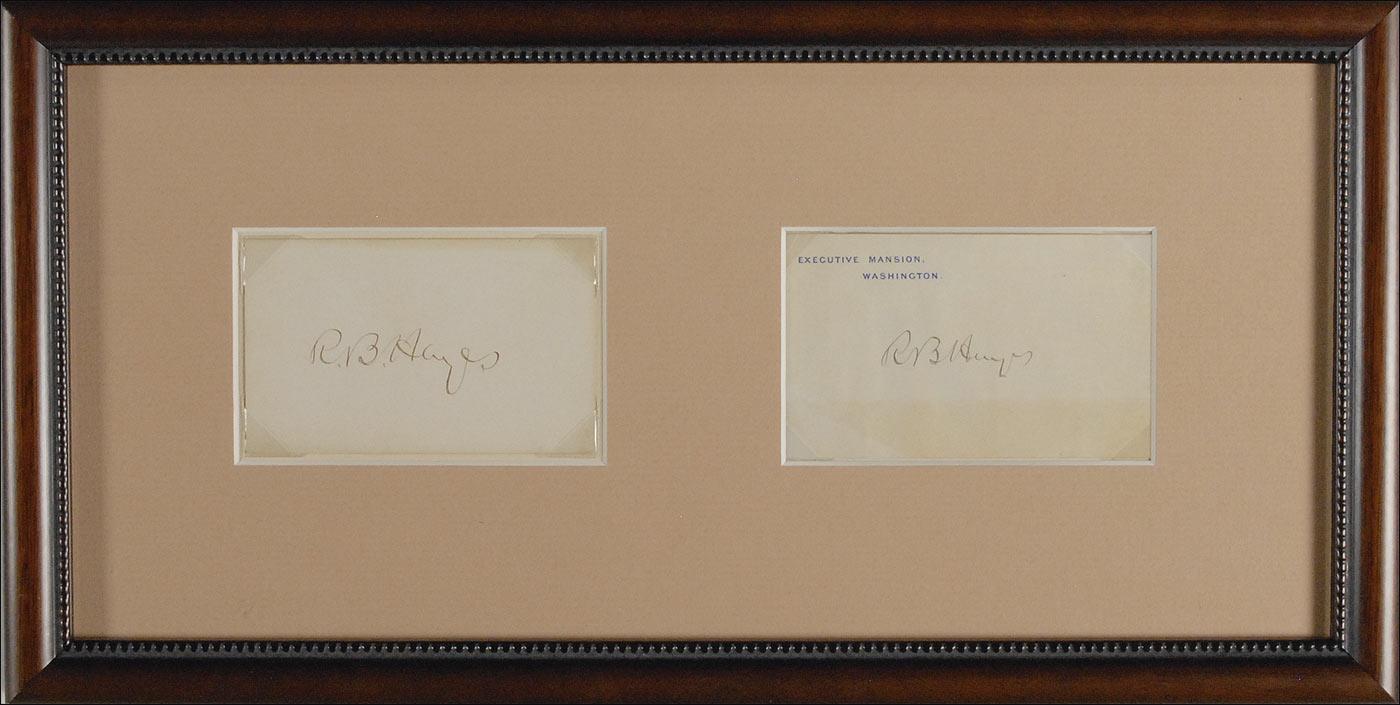 R. B. Hayes
EXECUTIVE MANSION.
WASHINGTON.
R B Hayes